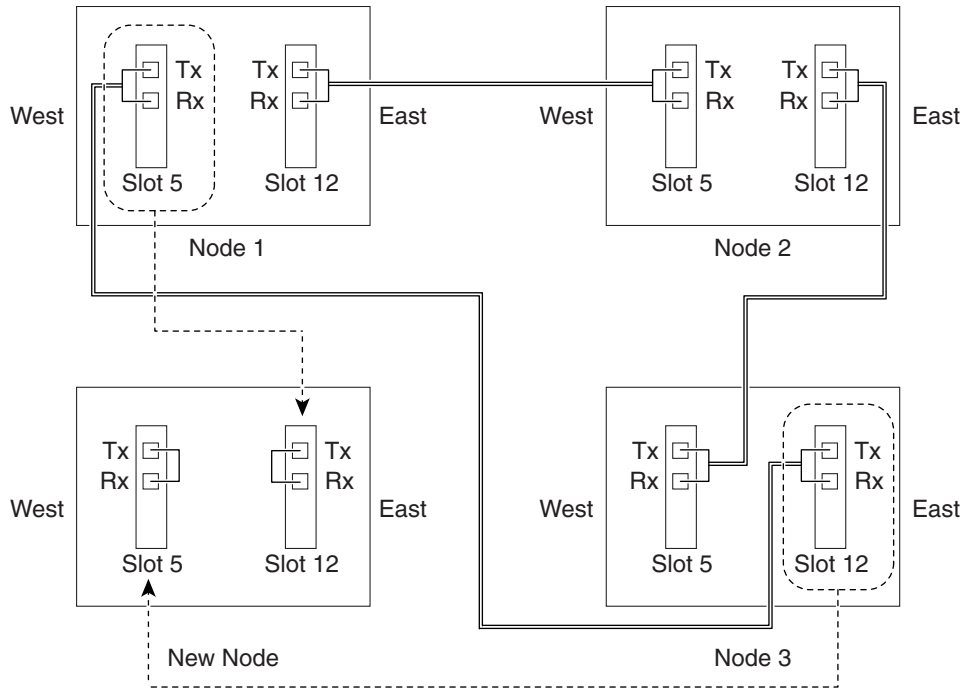 Tx Tx Tx Tx
Rx Rx Rx Rx
West East West East
Slot 5 Slot 12 Slot 5 Slot 12
Node 1 Node 2
Tx Tx Tx Tx
Rx Rx Rx Rx
West East West East
Slot 5 Slot 12 Slot 5 Slot 12
New Node Node 3